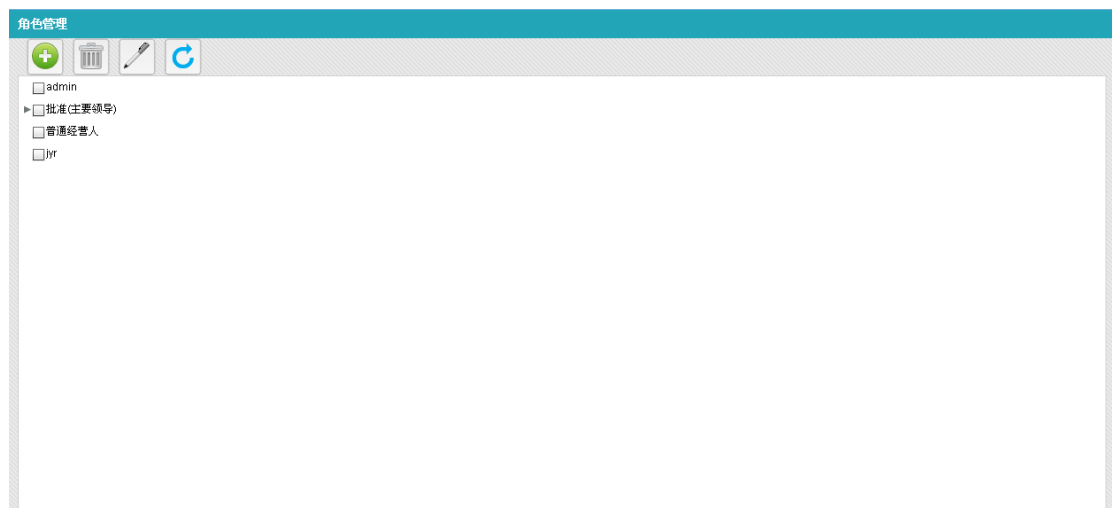 角色管理
admin
批准(主要领导)
普通经营人
jyr